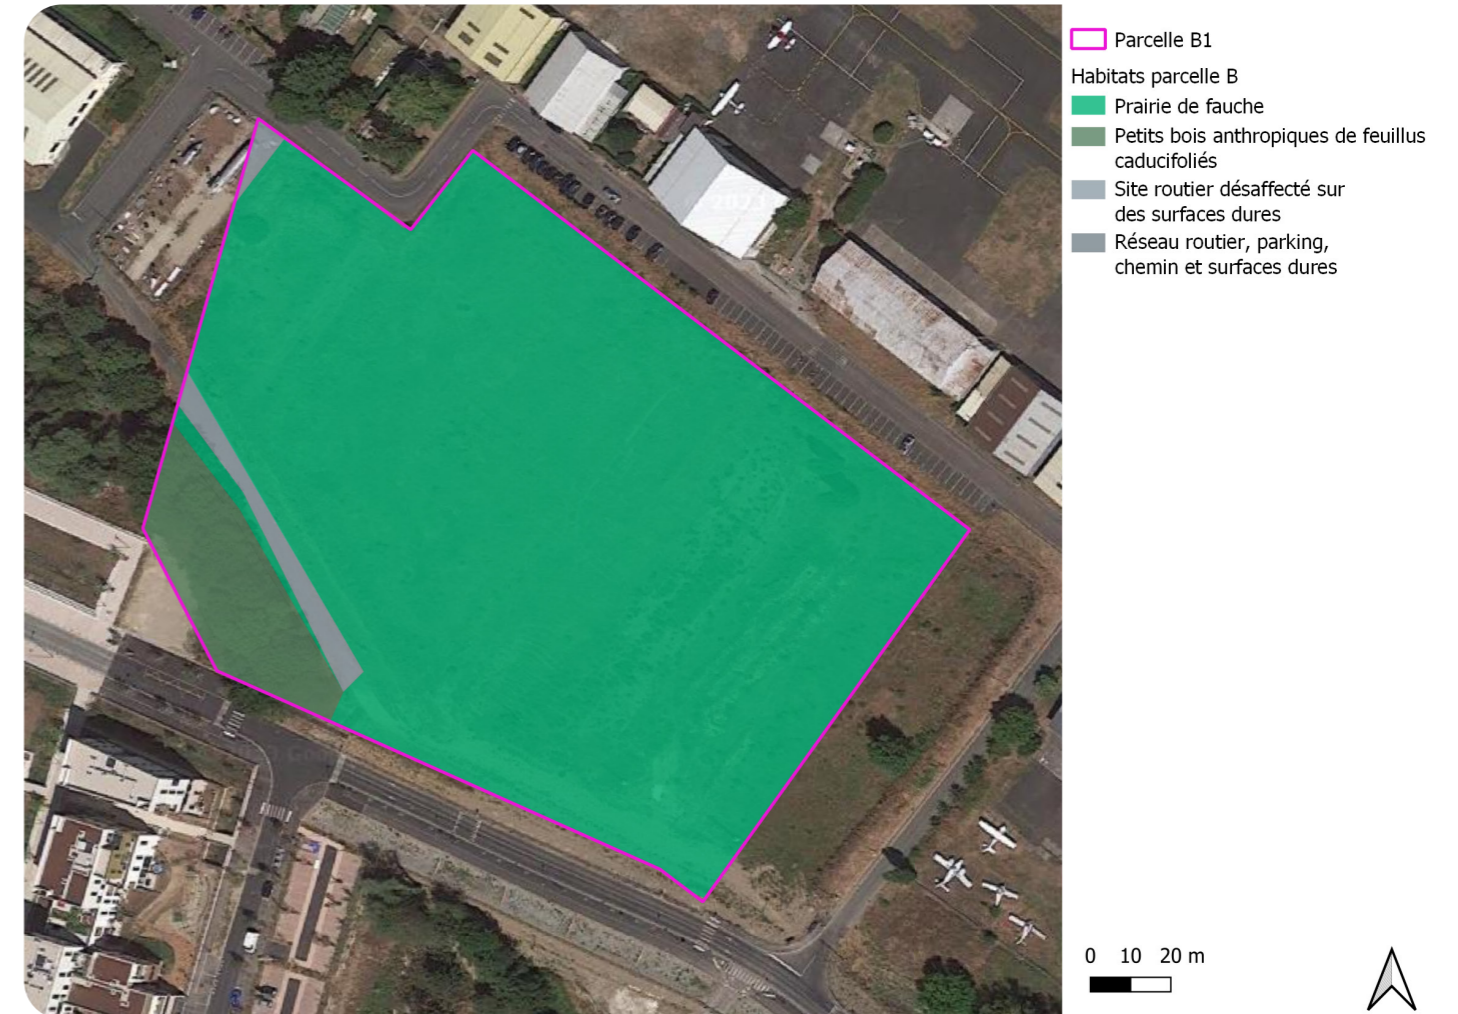 Parcelle B1
Habitats parcelle B
Prairie de fauche
Petits bois anthropiques de feuillus
caducifoliés
Site routier désaffecté sur
des surfaces dures
Réseau routier, parking,
chemin et surfaces dures
0 10 20 m